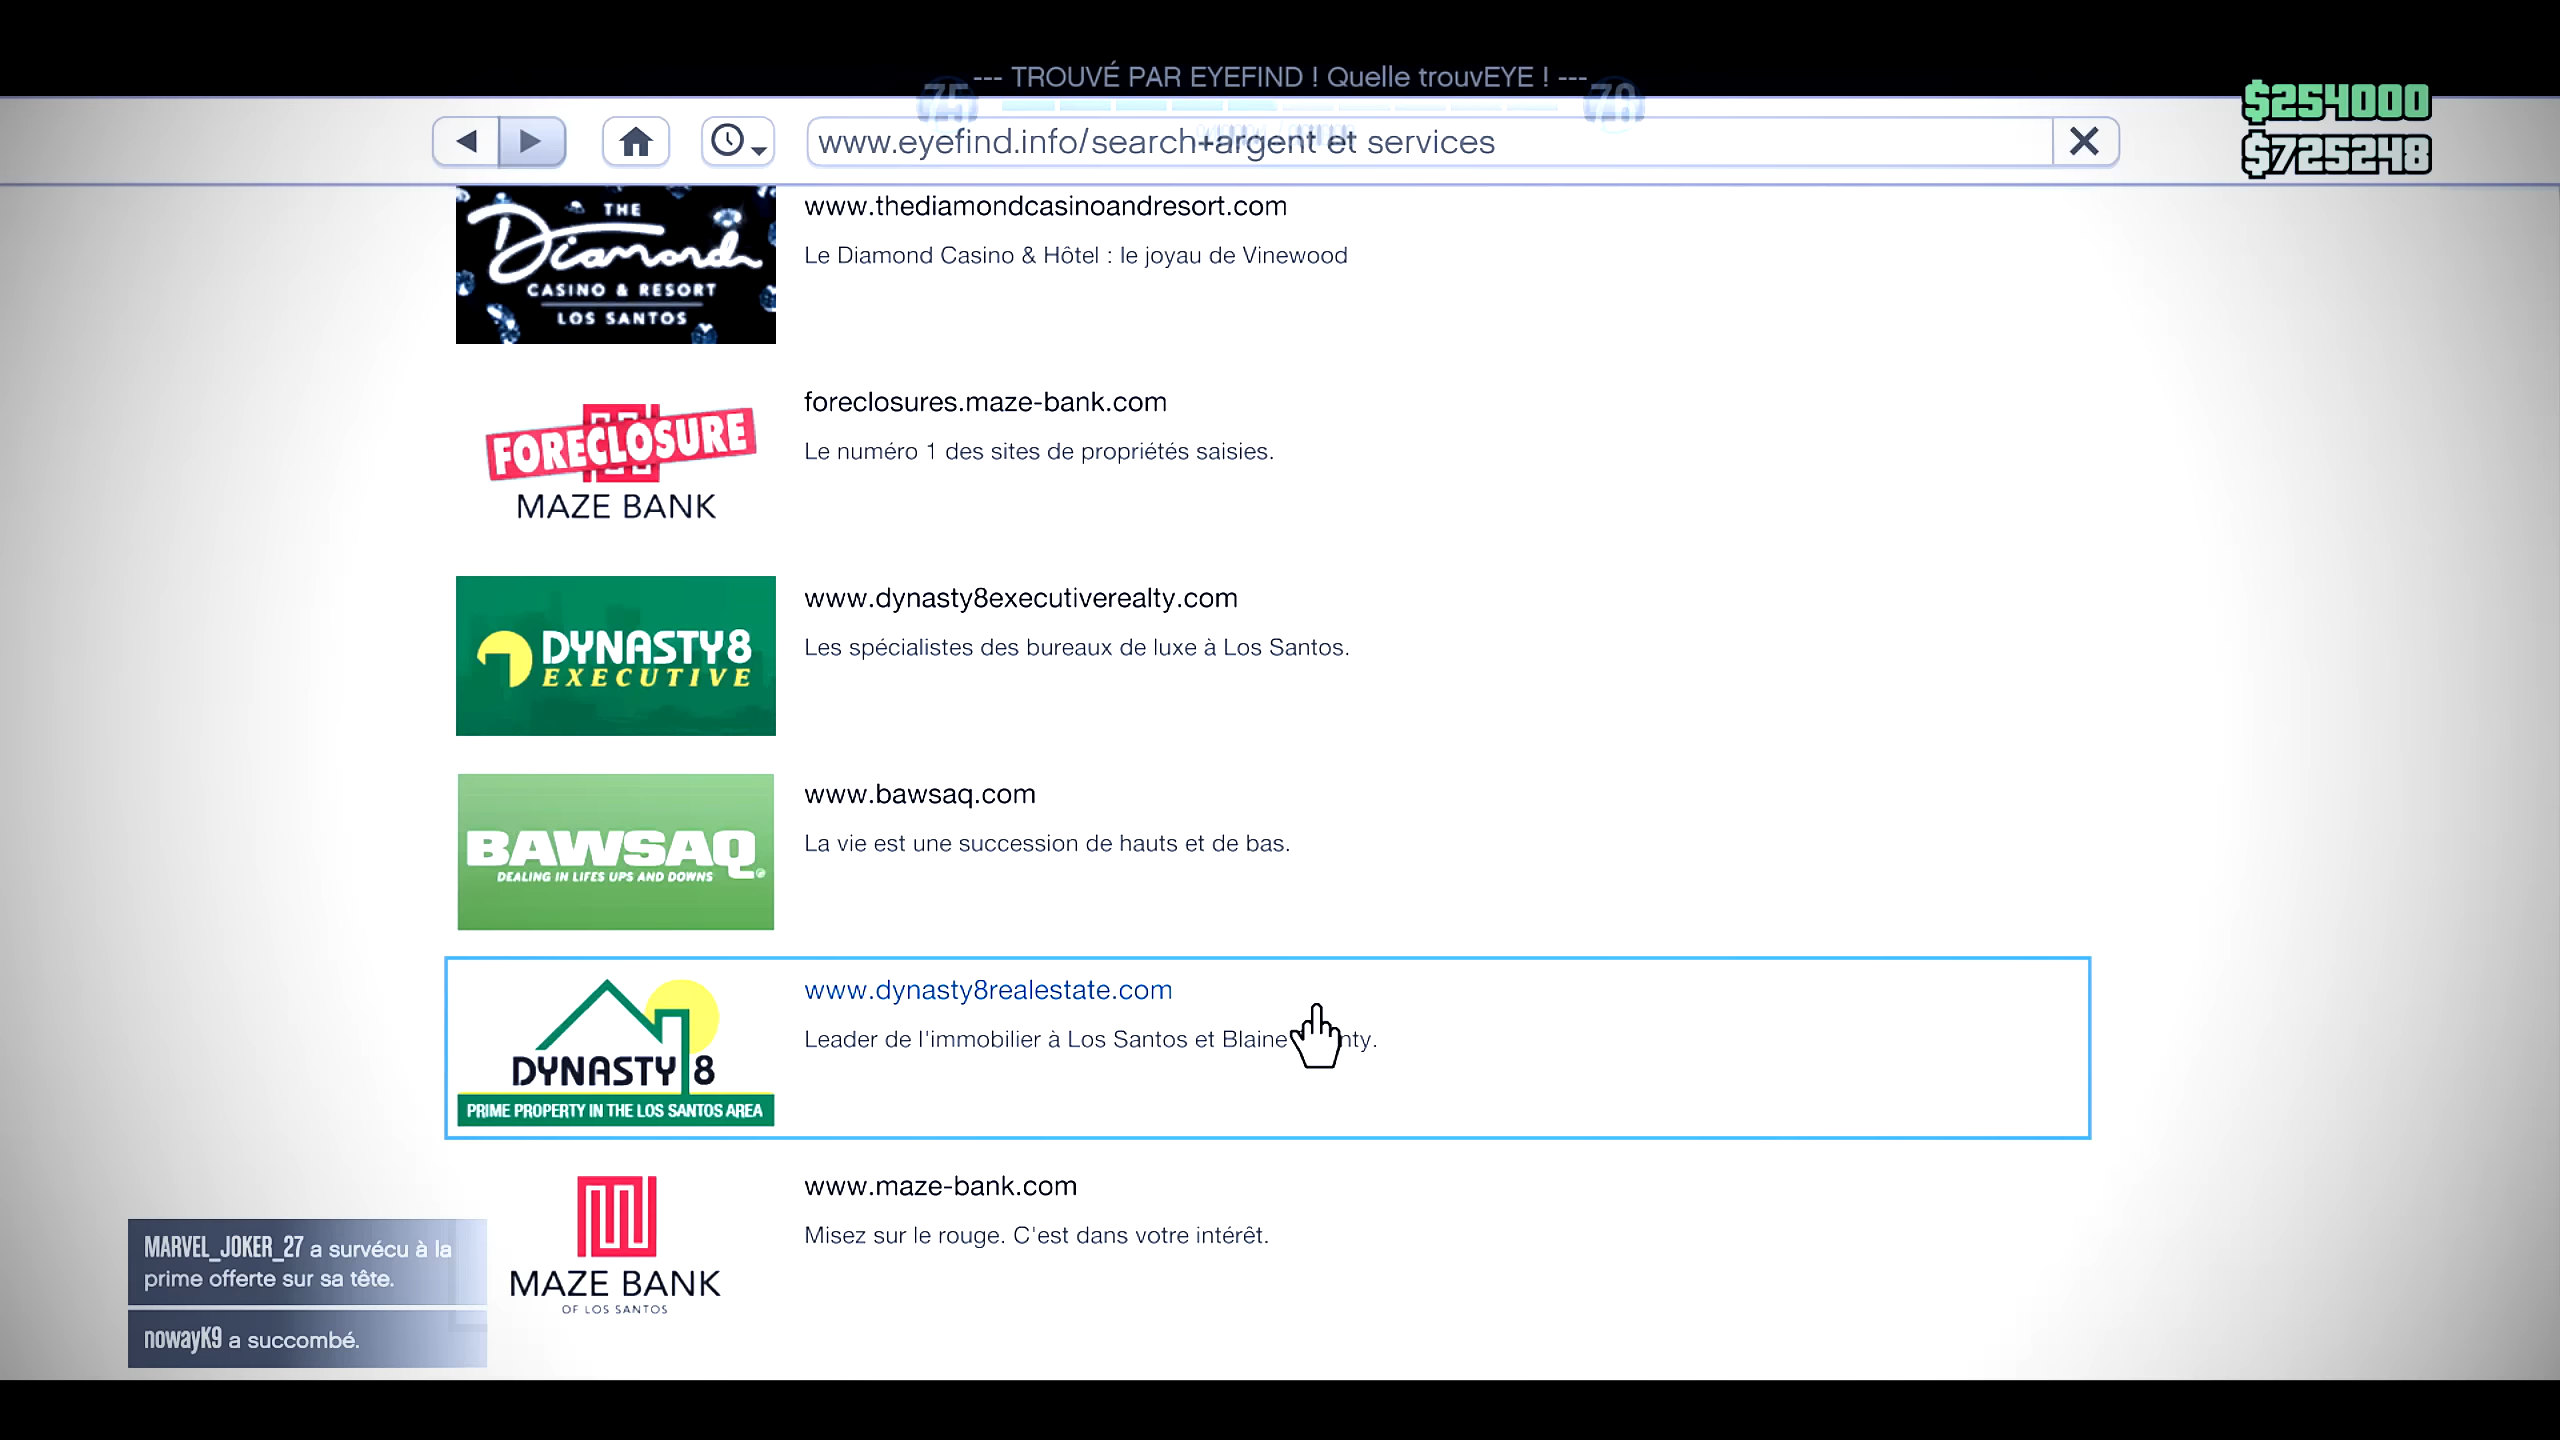 --- TROUVÉ PAR EYEFIND ! Quelle trouvEYE ! ---
75
76
$254000
$725248
www.eyefind.info/search+argent et services
THE
Diamond
CASINO & RESORT
LOS SANTOS
www.thediamondcasinoandresort.com
Le Diamond Casino & Hôtel : le joyau de Vinewood
FORECLOSURE
MAZE BANK
foreclosures.maze-bank.com
Le numéro 1 des sites de propriétés saisies.
DYNASTY8
EXECUTIVE
www.dynasty8executiverealty.com
Les spécialistes des bureaux de luxe à Los Santos.
BAWSAQ
DEALING IN LIFES UPS AND DOWNS
www.bawsaq.com
La vie est une succession de hauts et de bas.
DYNASTY 8
PRIME PROPERTY IN THE LOS SANTOS AREA
www.dynasty8realestate.com
Leader de l'immobilier à Los Santos et Blaine nty.
MAZE BANK
OF LOS SANTOS
www.maze-bank.com
Misez sur le rouge. C'est dans votre intérêt.
MARVEL_JOKER_27 a survécu à la
prime offerte sur sa tête.
nowayK9 a succombé.